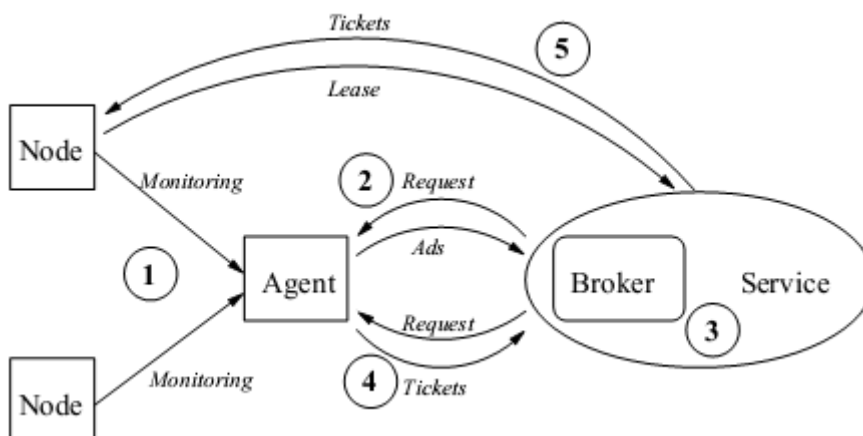 Tickets
5
Lease
Node
Monitoring
2
Request
Ads
1
Agent
Broker
Service
Request
3
Monitoring
4
Tickets
Node